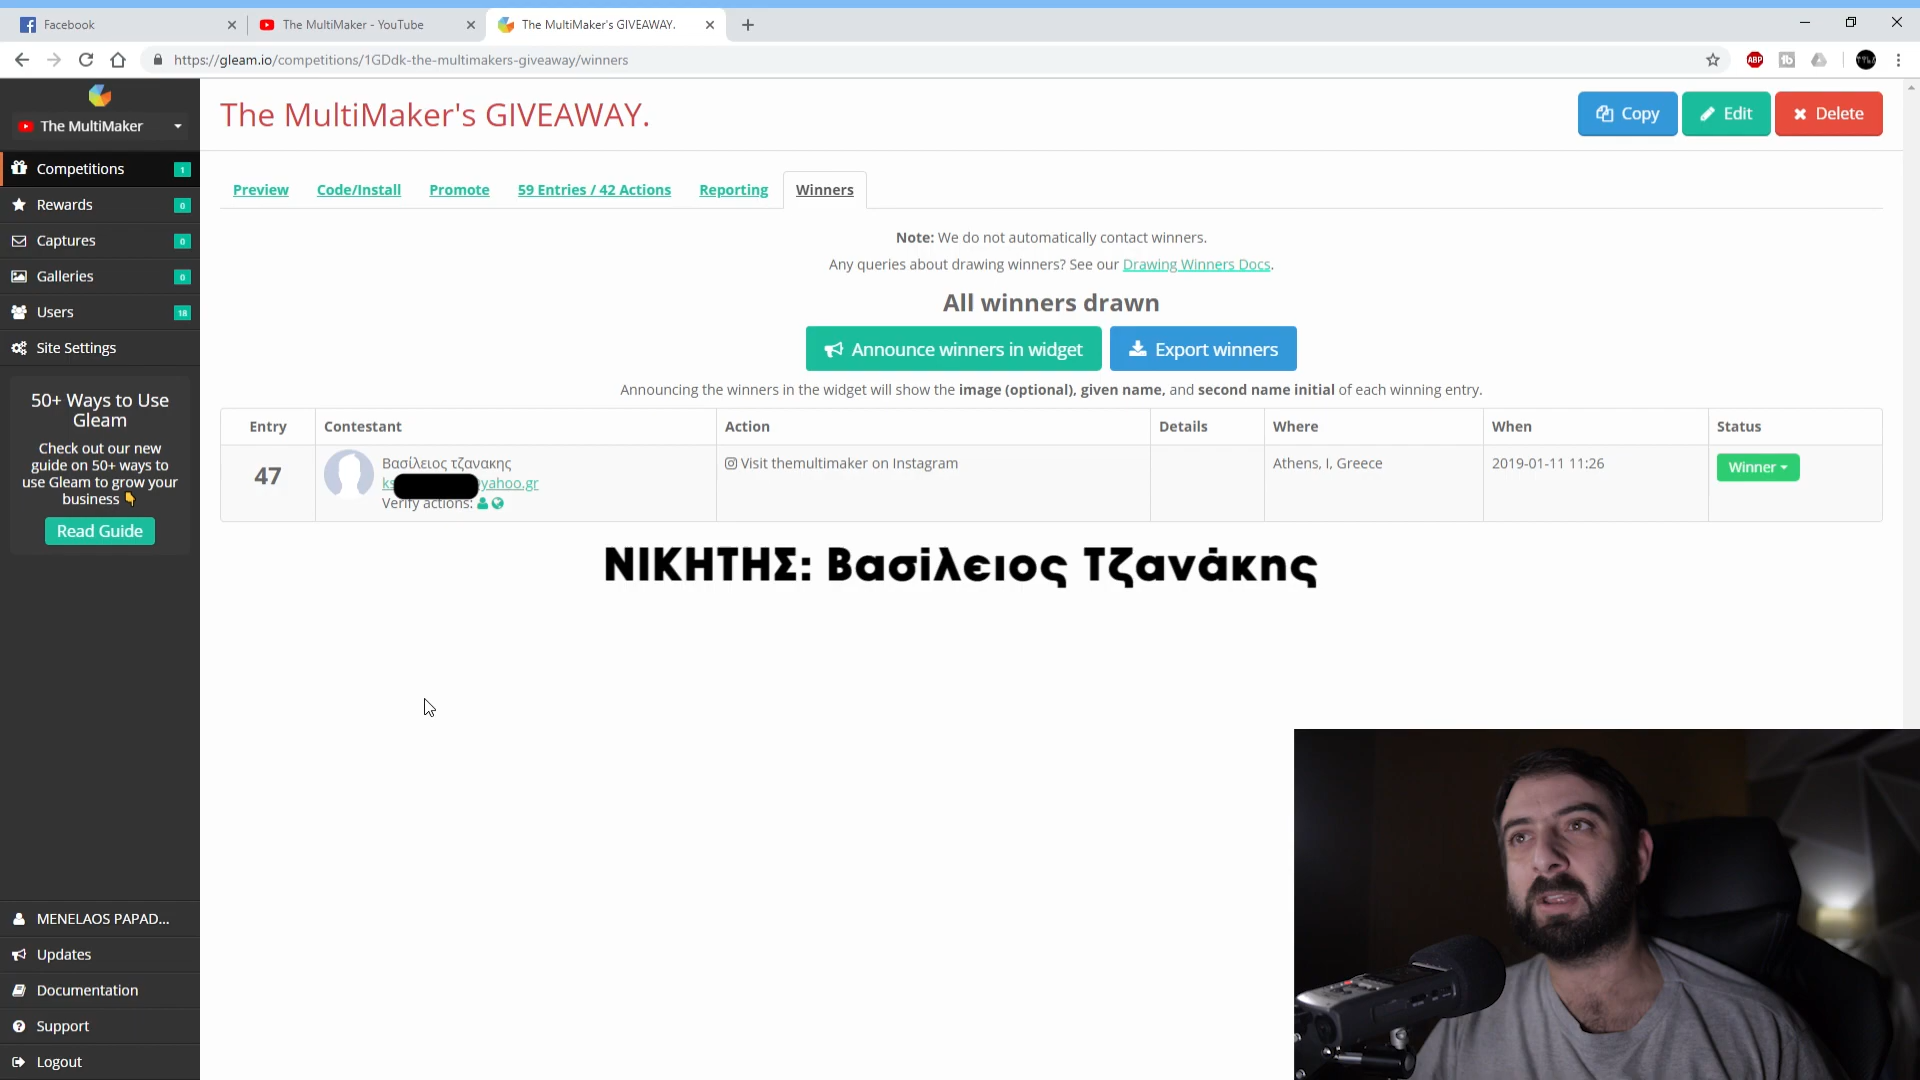 Facebook
The MultiMaker - YouTube
The MultiMaker's GIVEAWAY.
https://gleam.io/competitions/1GDdk-the-multimakers-giveaway/winners
ABP
The MultiMaker
Competitions 1
Rewards 0
Captures 0
Galleries 0
Users 18
Site Settings
50+ Ways to Use
Gleam
Check out our new
guide on 50+ ways to
use Gleam to grow your
business
Read Guide
MENELAOS PAPAD...
Updates
Documentation
Support
Logout
The MultiMaker's GIVEAWAY.
Copy Edit Delete
Preview Code/Install Promote 59 Entries / 42 Actions Reporting Winners
Note: We do not automatically contact winners.
Any queries about drawing winners? See our Drawing Winners Docs.
All winners drawn
Announce winners in widget Export winners
Announcing the winners in the widget will show the image (optional), given name, and second name initial of each winning entry.
Entry Contestant Action Details Where When Status
47 Βασίλειος τζανακης Visit themultimaker on Instagram Athens, I, Greece 2019-01-11 11:26 Winner
ks yahoo.gr
Verify actions:
ΝΙΚΗΤΗΣ: Βασίλειος Τζανάκης